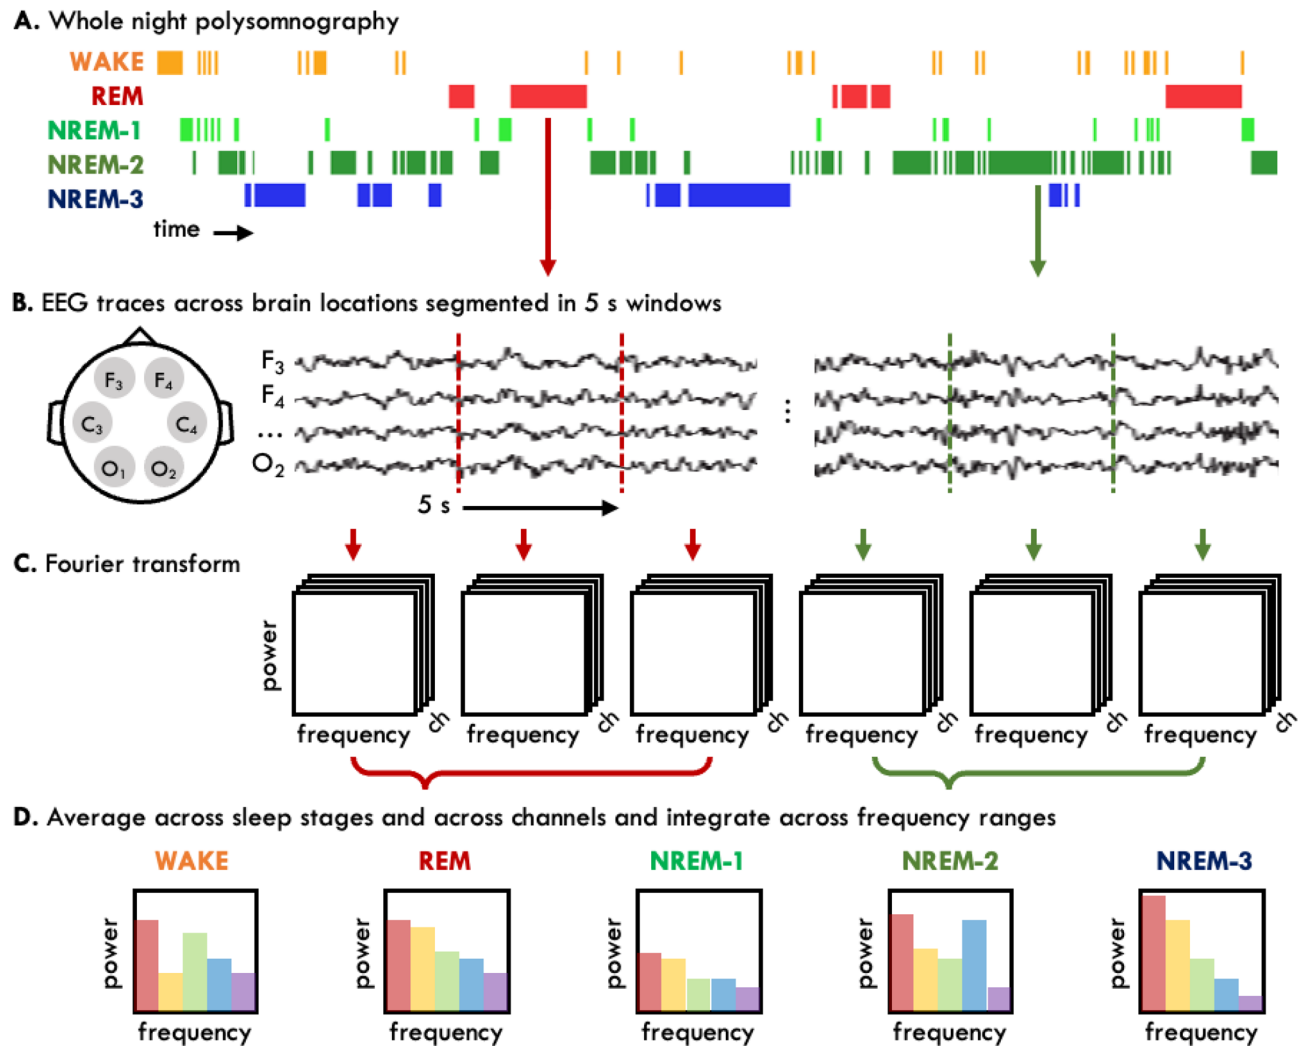 A. Whole night polysomnography
WAKE
REM
NREM-1
NREM-2
NREM-3
time
B. EEG traces across brain locations segmented in 5 s windows
F3 F4
C3 C4
O1 O2
F3
F4
...
O2
⋮
5 s
C. Fourier transform
power
ch ch ch ch ch ch
frequency frequency frequency frequency frequency frequency
D. Average across sleep stages and across channels and integrate across frequency ranges
WAKE REM NREM-1 NREM-2 NREM-3
power power power power power
frequency frequency frequency frequency frequency